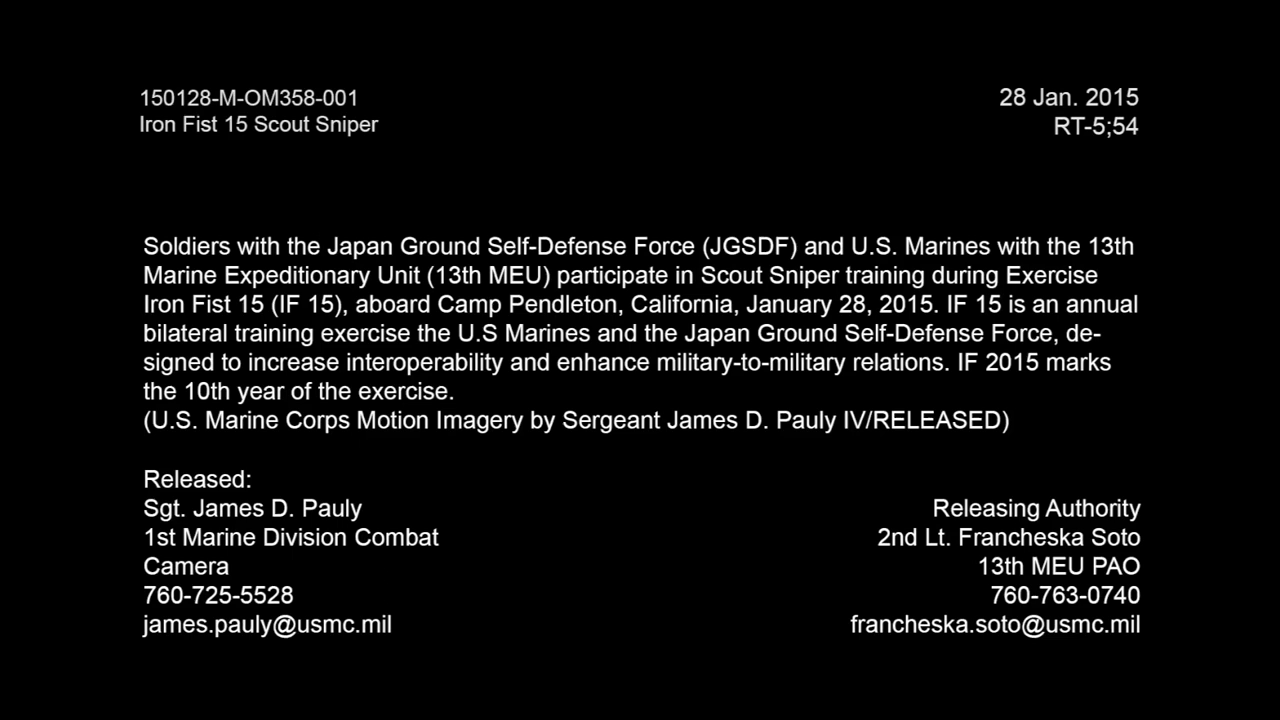 150128-M-OM358-001
Iron Fist 15 Scout Sniper
28 Jan. 2015
RT-5;54
Soldiers with the Japan Ground Self-Defense Force (JGSDF) and U.S. Marines with the 13th
Marine Expeditionary Unit (13th MEU) participate in Scout Sniper training during Exercise
Iron Fist 15 (IF 15), aboard Camp Pendleton, California, January 28, 2015. IF 15 is an annual
bilateral training exercise the U.S Marines and the Japan Ground Self-Defense Force, de-
signed to increase interoperability and enhance military-to-military relations. IF 2015 marks
the 10th year of the exercise.
(U.S. Marine Corps Motion Imagery by Sergeant James D. Pauly IV/RELEASED)
Released:
Sgt. James D. Pauly
1st Marine Division Combat
Camera
760-725-5528
james.pauly@usmc.mil
Releasing Authority
2nd Lt. Francheska Soto
13th MEU PAO
760-763-0740
francheska.soto@usmc.mil